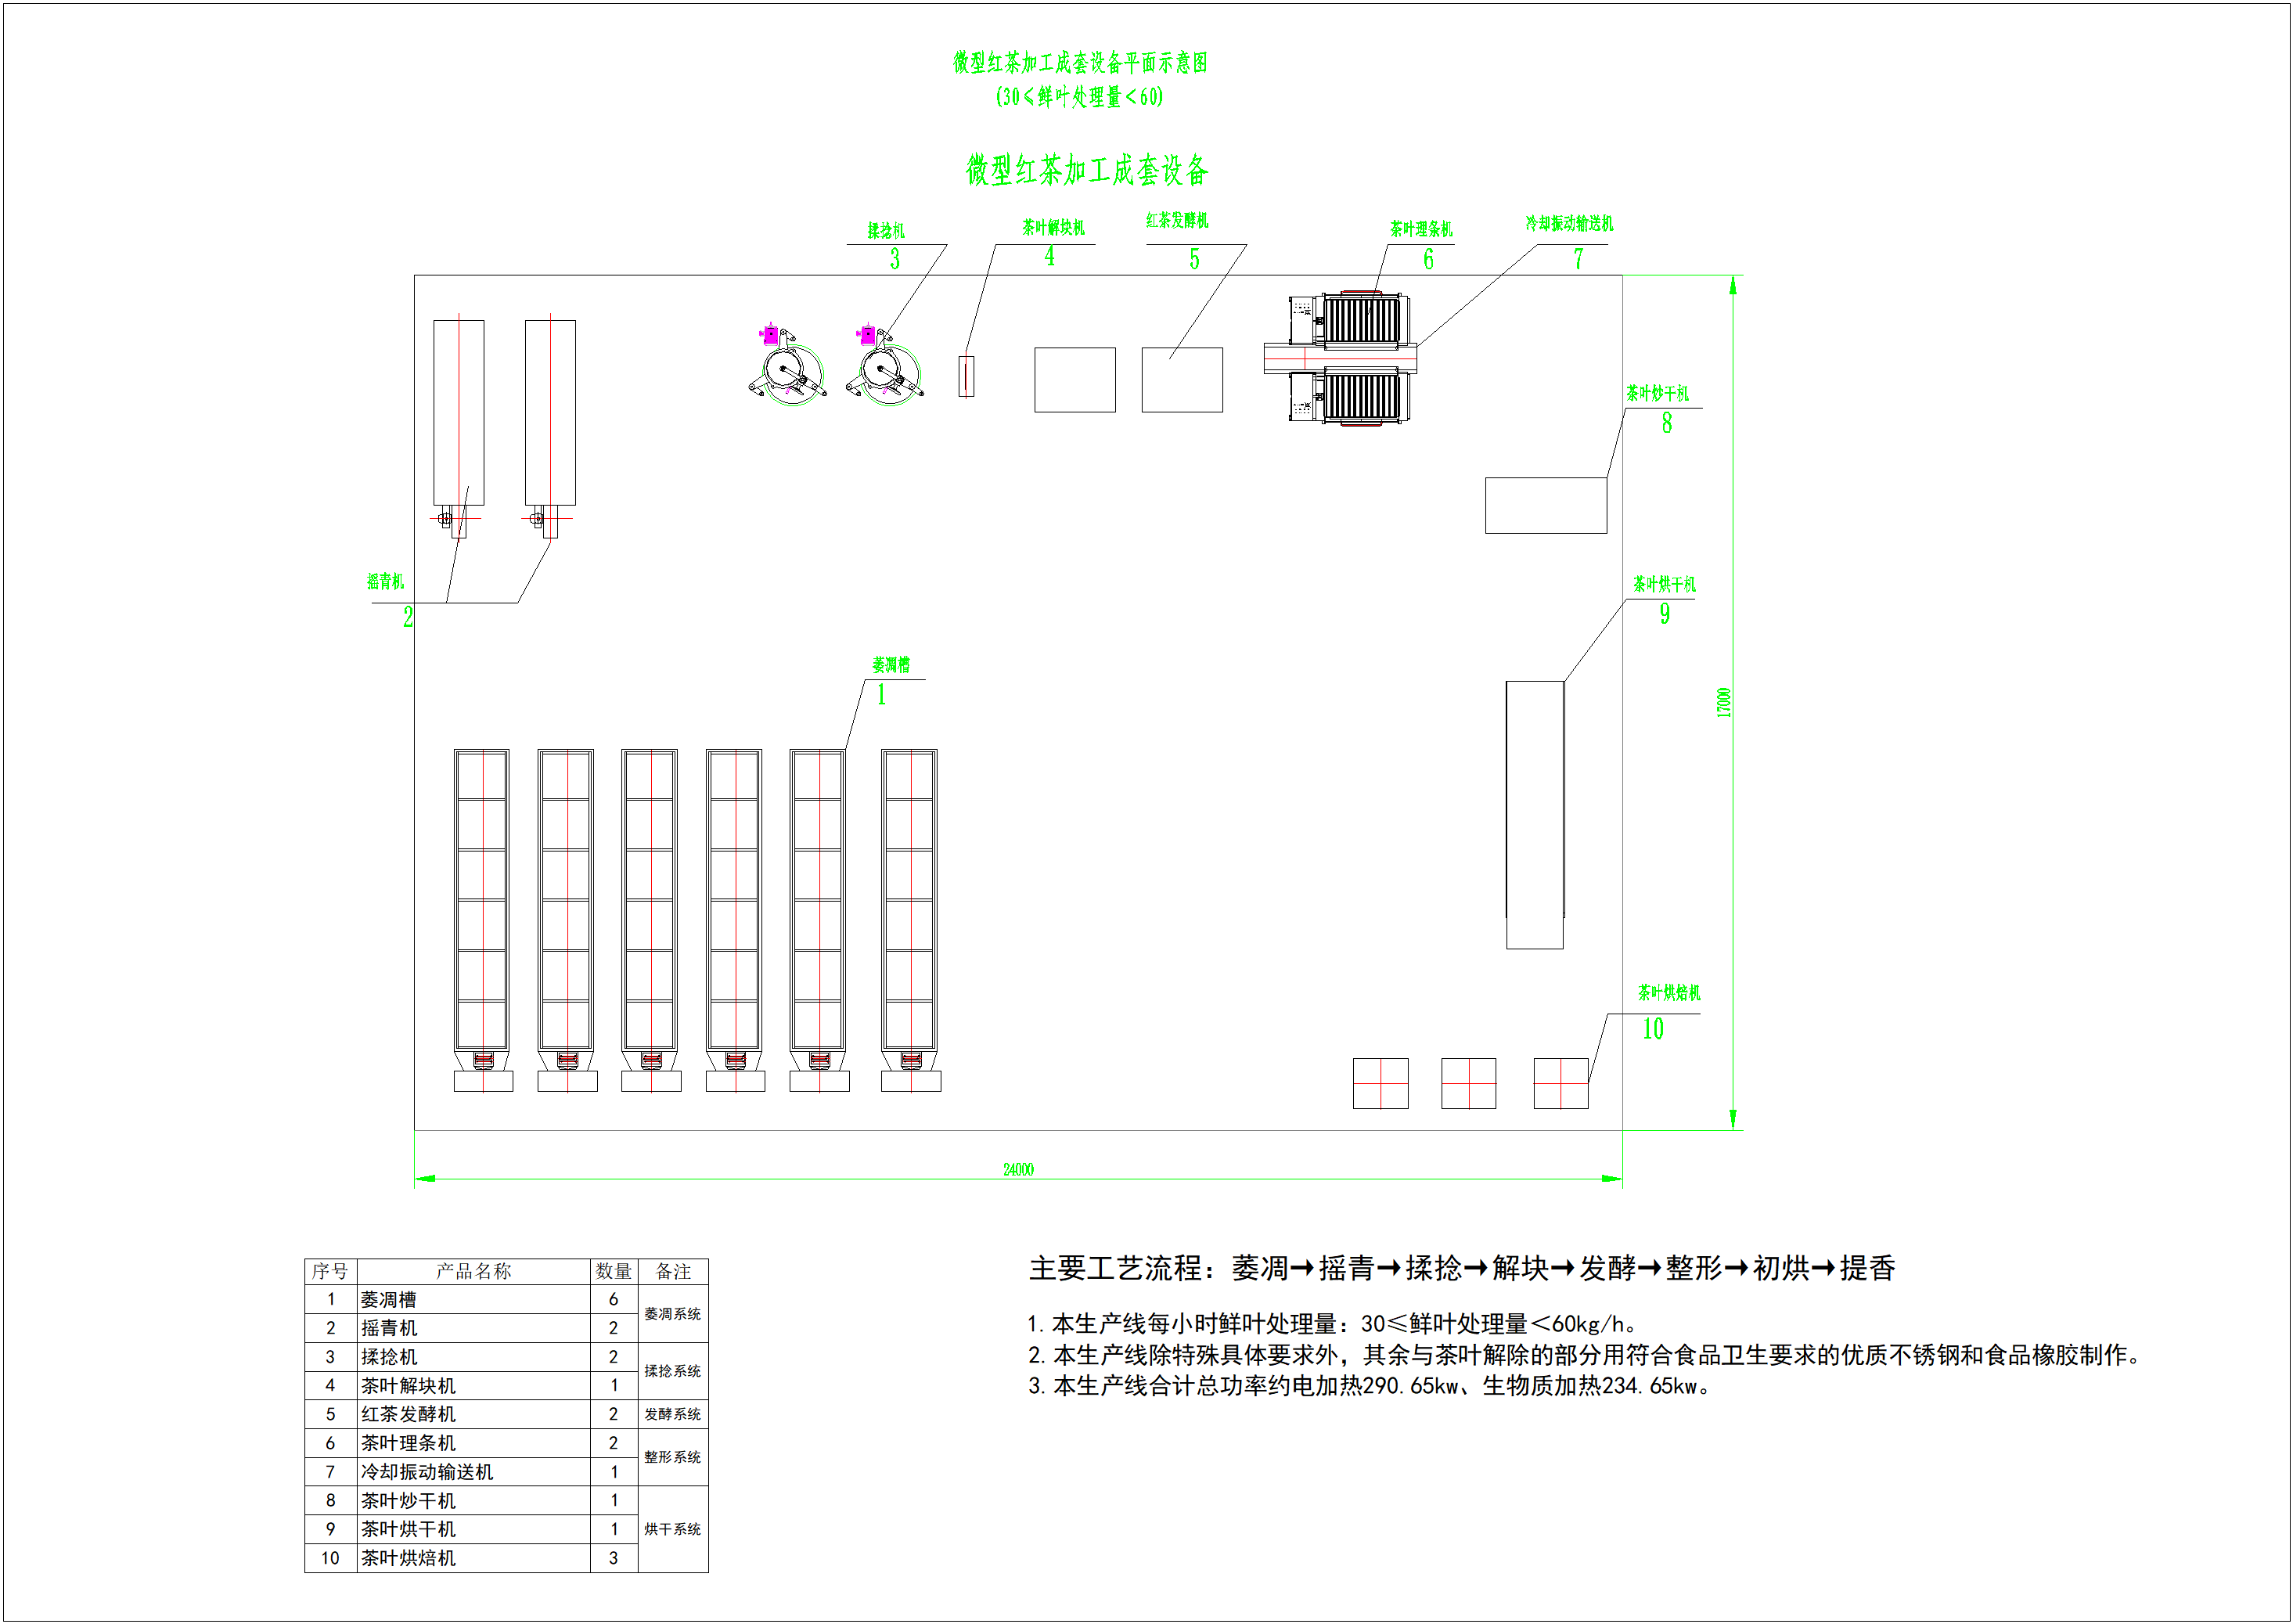 微型红茶加工成套设备平面示意图
(30≤鲜叶处理量<60)
微型红茶加工成套设备
揉捻机
3
茶叶解块机
4
红茶发酵机
5
茶叶理条机
6
冷却振动输送机
7
茶叶炒干机
8
摇青机
2
茶叶烘干机
9
萎凋槽
1
17000
茶叶烘焙机
10
24000
序号 产品名称 数量 备注
1 萎凋槽 6 萎凋系统
2 摇青机 2
3 揉捻机 2 揉捻系统
4 茶叶解块机 1
5 红茶发酵机 2 发酵系统
6 茶叶理条机 2 整形系统
7 冷却振动输送机 1
8 茶叶炒干机 1 烘干系统
9 茶叶烘干机 1
10 茶叶烘焙机 3
主要工艺流程：萎凋→摇青→揉捻→解块→发酵→整形→初烘→提香
1.本生产线每小时鲜叶处理量：30≤鲜叶处理量＜60kg/h。
2.本生产线除特殊具体要求外，其余与茶叶解除的部分用符合食品卫生要求的优质不锈钢和食品橡胶制作。
3.本生产线合计总功率约电加热290.65kw、生物质加热234.65kw。